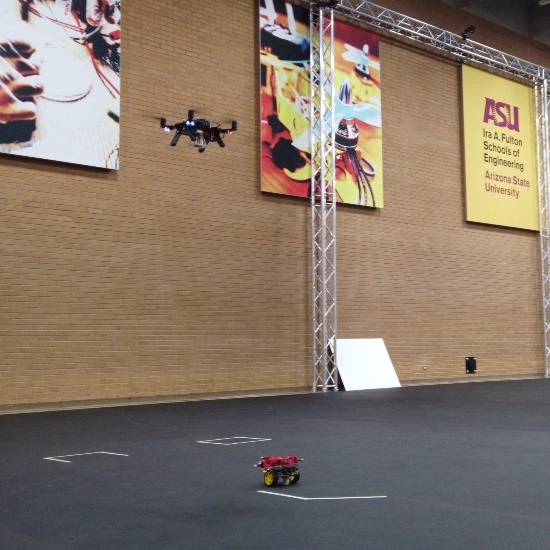 ASU
Ira A. Fulton
Schools of
Engineering
Arizona State
University